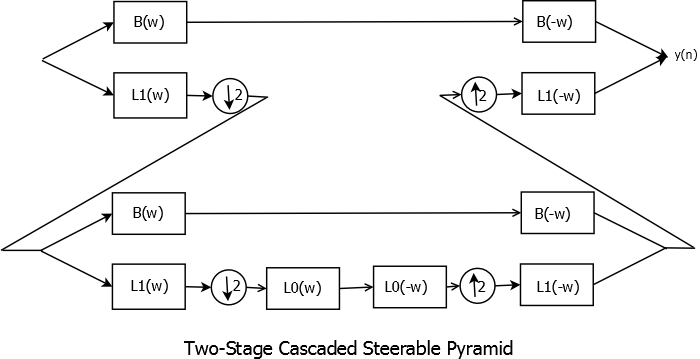 B(w)
B(-w)
y(n)
L1(w)
2
2
L1(-w)
B(w)
B(-w)
L1(w)
2
L0(w)
L0(-w)
2
L1(-w)
Two-Stage Cascaded Steerable Pyramid